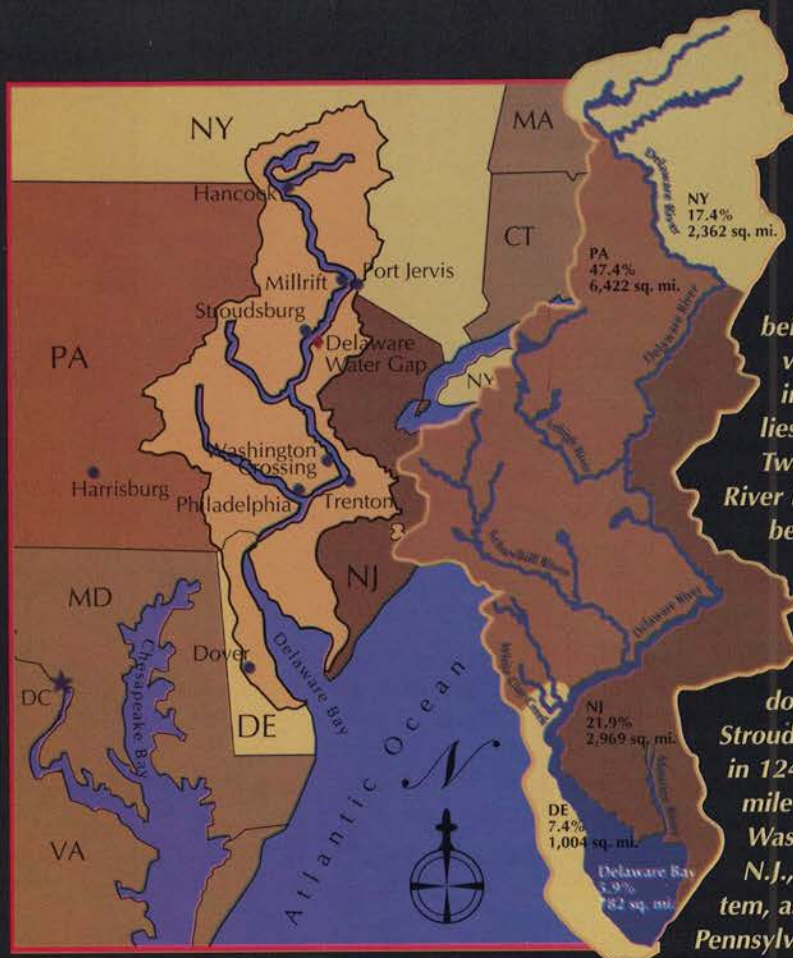 NY
MA
Hancock
CT
Millrift
Port Jervis
Stroudsburg
Delaware
Water Gap
PA
NY
Washington
Crossing
Harrisburg
Philadelphia
Trenton
NJ
MD
Chesapeake Bay
Dover
Delaware Bay
DC
DE
Atlantic Ocean
N
VA
Delaware River
NY
17.4%
2,362 sq. mi.
PA
47.4%
6,422 sq. mi.
Delaware River
Lehigh River
Schuylkill River
Delaware River
NJ
21.9%
2,969 sq. mi.
Maurice River
DE
7.4%
1,004 sq. mi.
Delaware Bay
5.9%
782 sq. mi.
bel
v
in
lies
Tw
River
be
do
Stroud
in 124
mile
Was
N.J.,
tem, a
Pennsylv